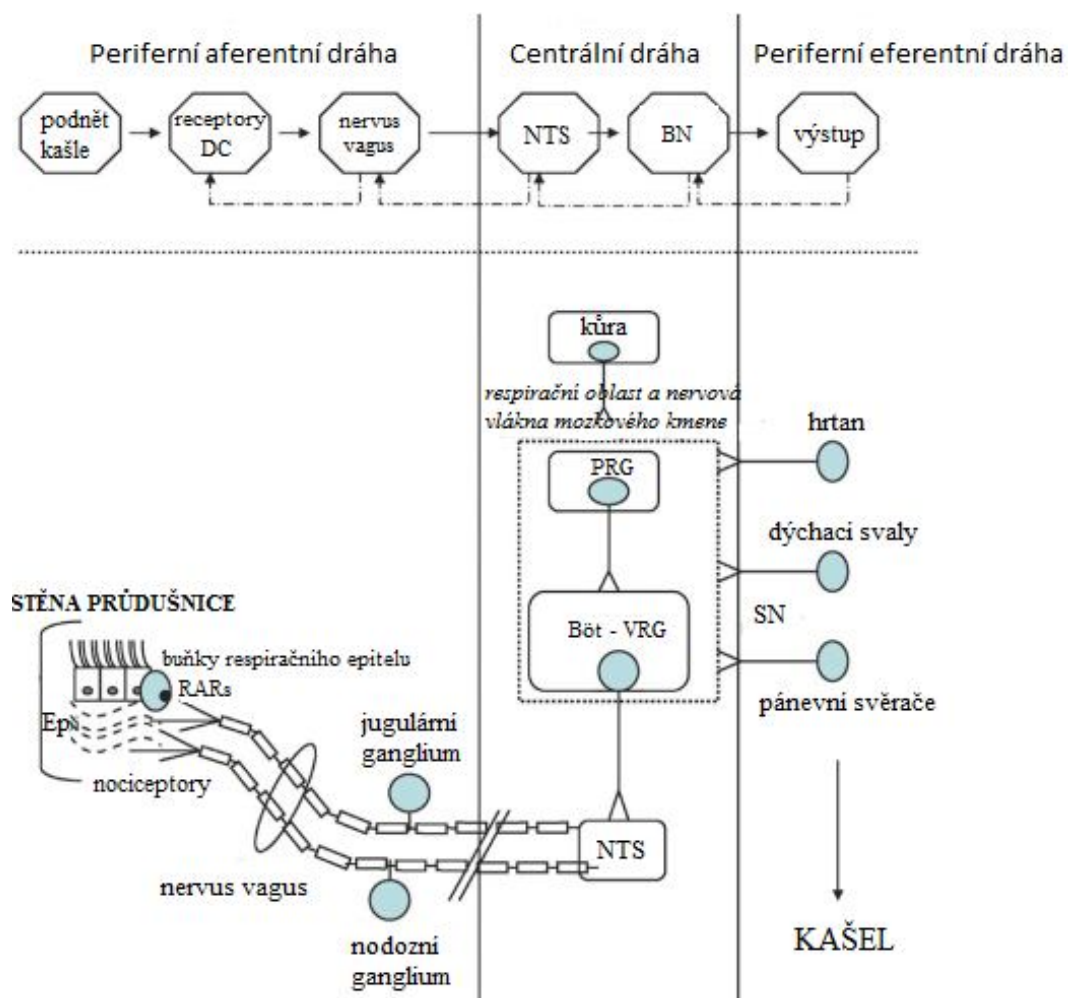 Periferní aferentní dráha
Centrální dráha
Periferní eferentní dráha
podnět
kašle
receptory
DC
nervus
vagus
NTS
BN
výstup
kůra
respirační oblast a nervová
vlákna mozkového kmene
PRG
Böt - VRG
hrtan
dýchaci svaly
SN
pánevní svěrače
STĚNA PRŮDUŠNICE
buňky respiračniho epitelu
RARs
Ep
nociceptory
jugulární
ganglium
nervus vagus
nodozní
ganglium
NTS
KAŠEL